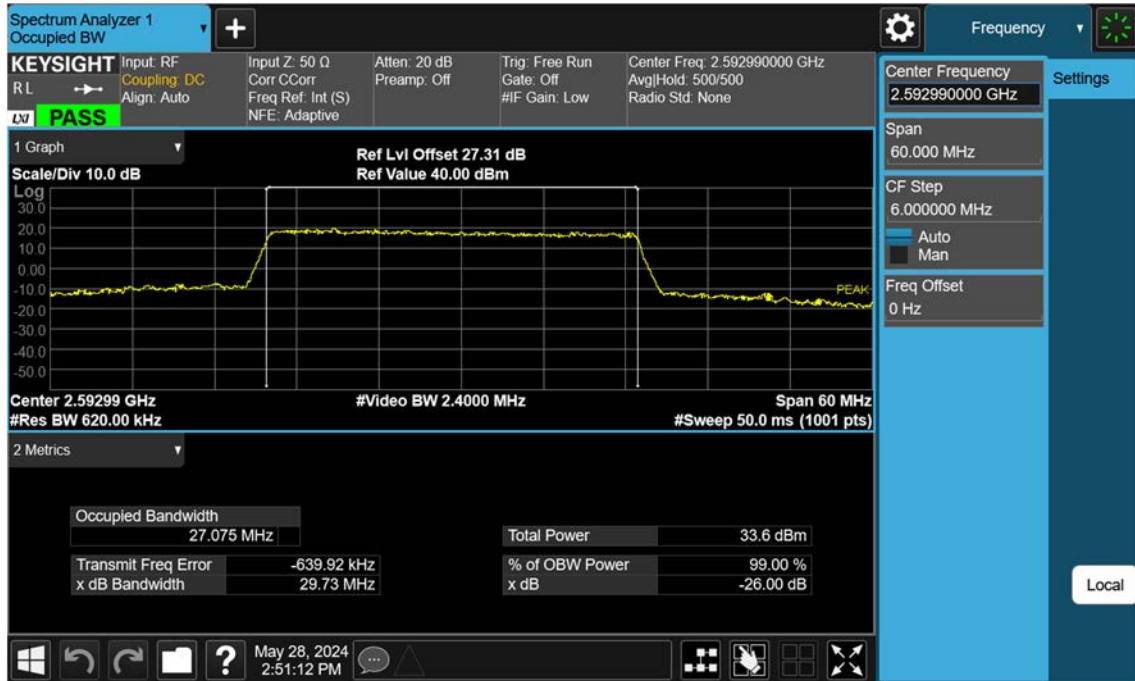 Spectrum Analyzer 1
Occupied BW
Frequency
KEYSIGHT
R L
LXI PASS
Input: RF
Coupling: DC
Align: Auto
Input Z: 50 Ω
Corr CCorr
Freq Ref: Int (S)
NFE: Adaptive
Atten: 20 dB
Preamp: Off
Trig: Free Run
Gate: Off
#IF Gain: Low
Center Freq: 2.592990000 GHz
Avg|Hold: 500/500
Radio Std: None
1 Graph
Scale/Div 10.0 dB
Ref Lvl Offset 27.31 dB
Ref Value 40.00 dBm
Log
30.0
20.0
10.0
0.00
-10.0
-20.0
-30.0
-40.0
-50.0
PEAK
Center 2.59299 GHz
#Res BW 620.00 kHz
#Video BW 2.4000 MHz
Span 60 MHz
#Sweep 50.0 ms (1001 pts)
2 Metrics
Occupied Bandwidth
27.075 MHz
Transmit Freq Error -639.92 kHz
x dB Bandwidth 29.73 MHz
Total Power 33.6 dBm
% of OBW Power 99.00 %
x dB -26.00 dB
Center Frequency
2.592990000 GHz
Span
60.000 MHz
CF Step
6.000000 MHz
Auto
Man
Freq Offset
0 Hz
Settings
Local
?
May 28, 2024
2:51:12 PM